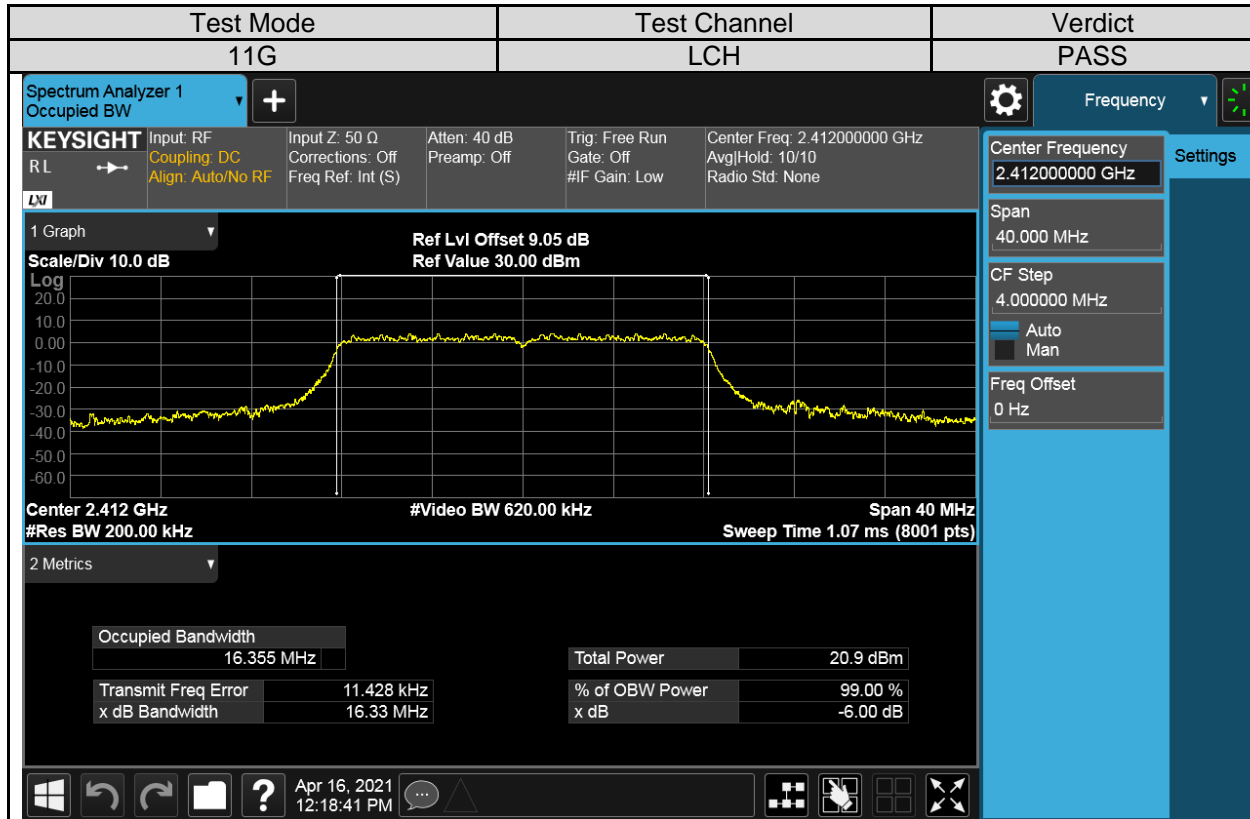 Test Mode Test Channel Verdict
11G LCH PASS
Spectrum Analyzer 1
Occupied BW
+
Frequency
KEYSIGHT Input: RF Input Z: 50 Ω Atten: 40 dB Trig: Free Run Center Freq: 2.412000000 GHz
RL Coupling: DC Corrections: Off Preamp: Off Gate: Off Avg|Hold: 10/10
Align: Auto/No RF Freq Ref: Int (S) #IF Gain: Low Radio Std: None
LXI
Center Frequency
2.412000000 GHz
Settings
Span
40.000 MHz
CF Step
4.000000 MHz
Auto
Man
Freq Offset
0 Hz
1 Graph
Ref Lvl Offset 9.05 dB
Scale/Div 10.0 dB Ref Value 30.00 dBm
Log
20.0
10.0
0.00
-10.0
-20.0
-30.0
-40.0
-50.0
-60.0
Center 2.412 GHz #Video BW 620.00 kHz Span 40 MHz
#Res BW 200.00 kHz Sweep Time 1.07 ms (8001 pts)
2 Metrics
Occupied Bandwidth
16.355 MHz
Total Power 20.9 dBm
Transmit Freq Error 11.428 kHz % of OBW Power 99.00 %
x dB Bandwidth 16.33 MHz x dB -6.00 dB
? Apr 16, 2021
12:18:41 PM